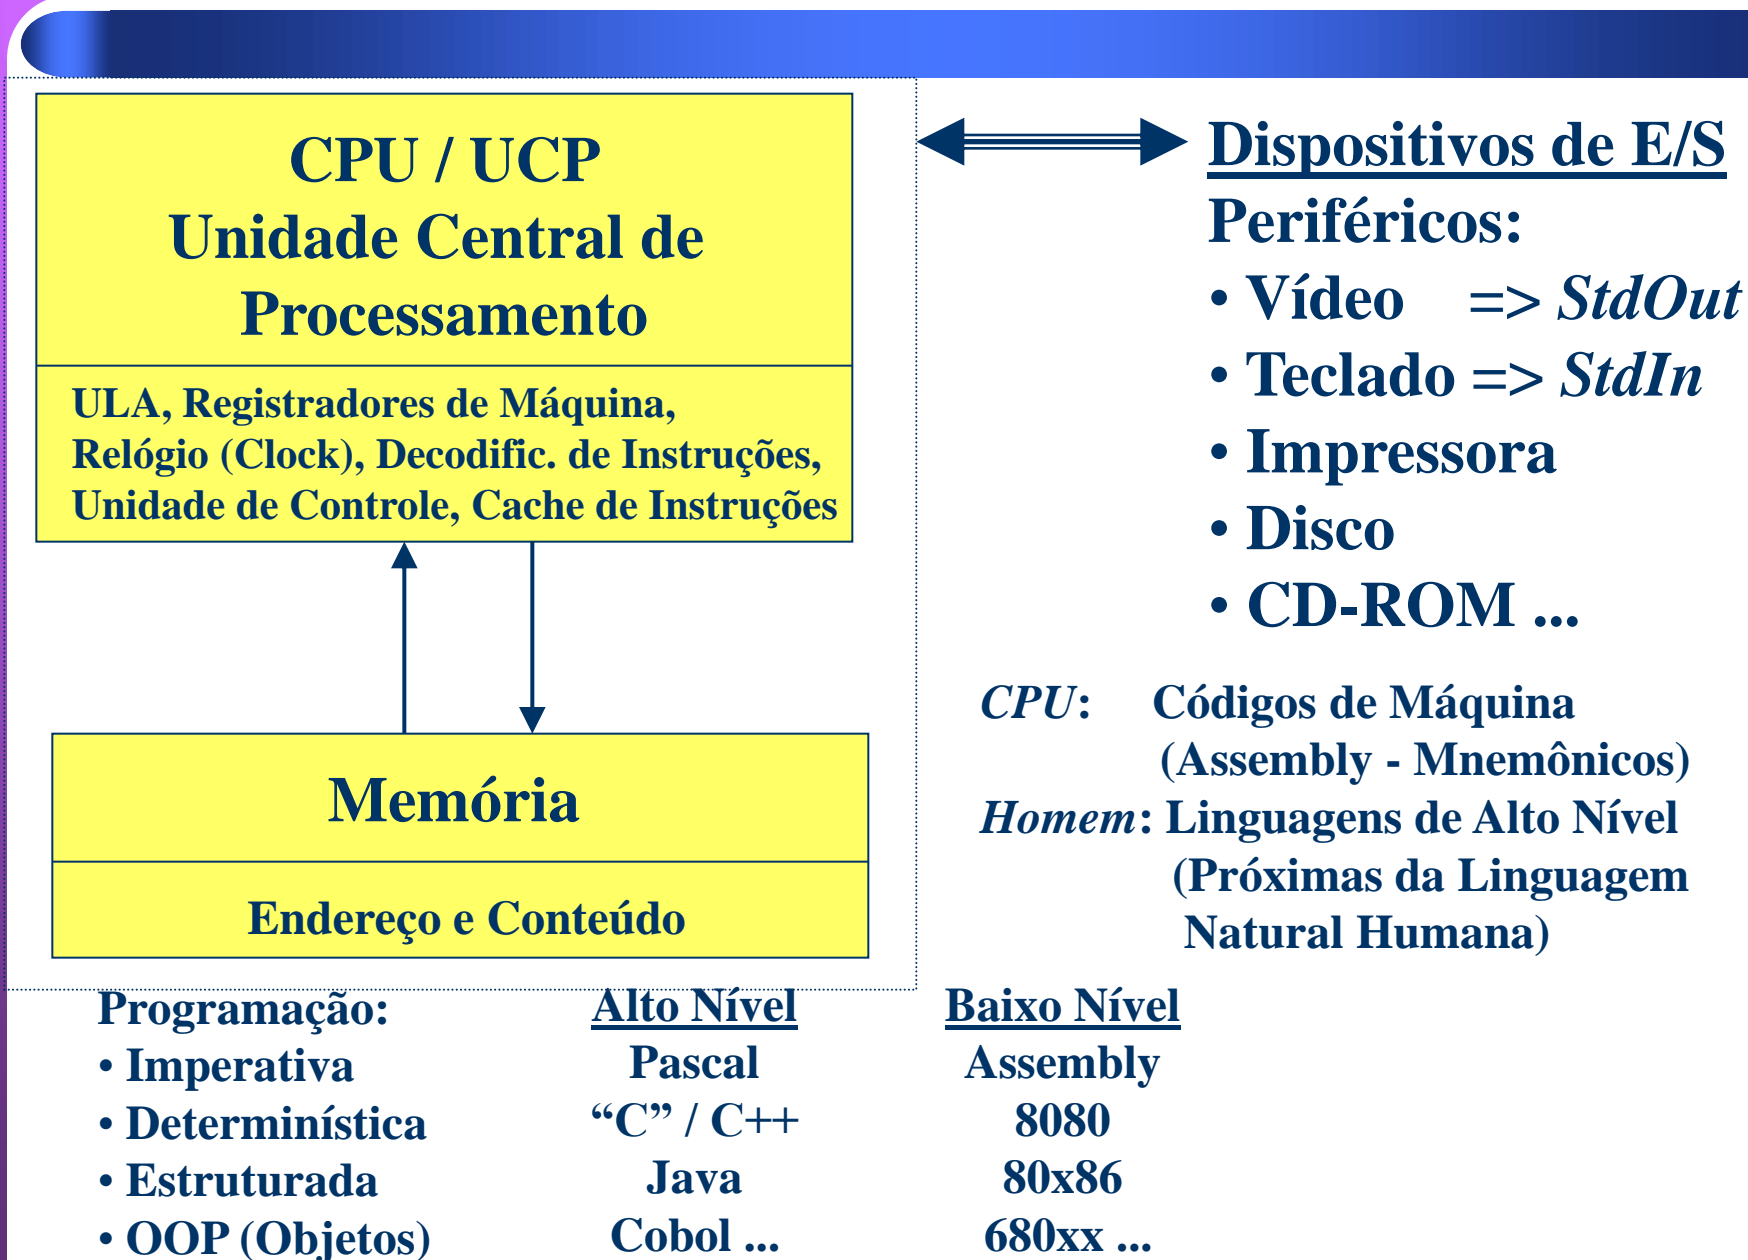 CPU / UCP
Unidade Central de
Processamento
ULA, Registradores de Máquina,
Relógio (Clock), Decodific. de Instruções,
Unidade de Controle, Cache de Instruções
Memória
Endereço e Conteúdo
Dispositivos de E/S
Periféricos:
• Vídeo => StdOut
• Teclado => StdIn
• Impressora
• Disco
• CD-ROM ...
CPU: Códigos de Máquina
(Assembly - Mnemônicos)
Homem: Linguagens de Alto Nível
(Próximas da Linguagem
Natural Humana)
Programação:
• Imperativa
• Determinística
• Estruturada
• OOP (Objetos)
Alto Nível
Pascal
“C” / C++
Java
Cobol ...
Baixo Nível
Assembly
8080
80x86
680xx ...